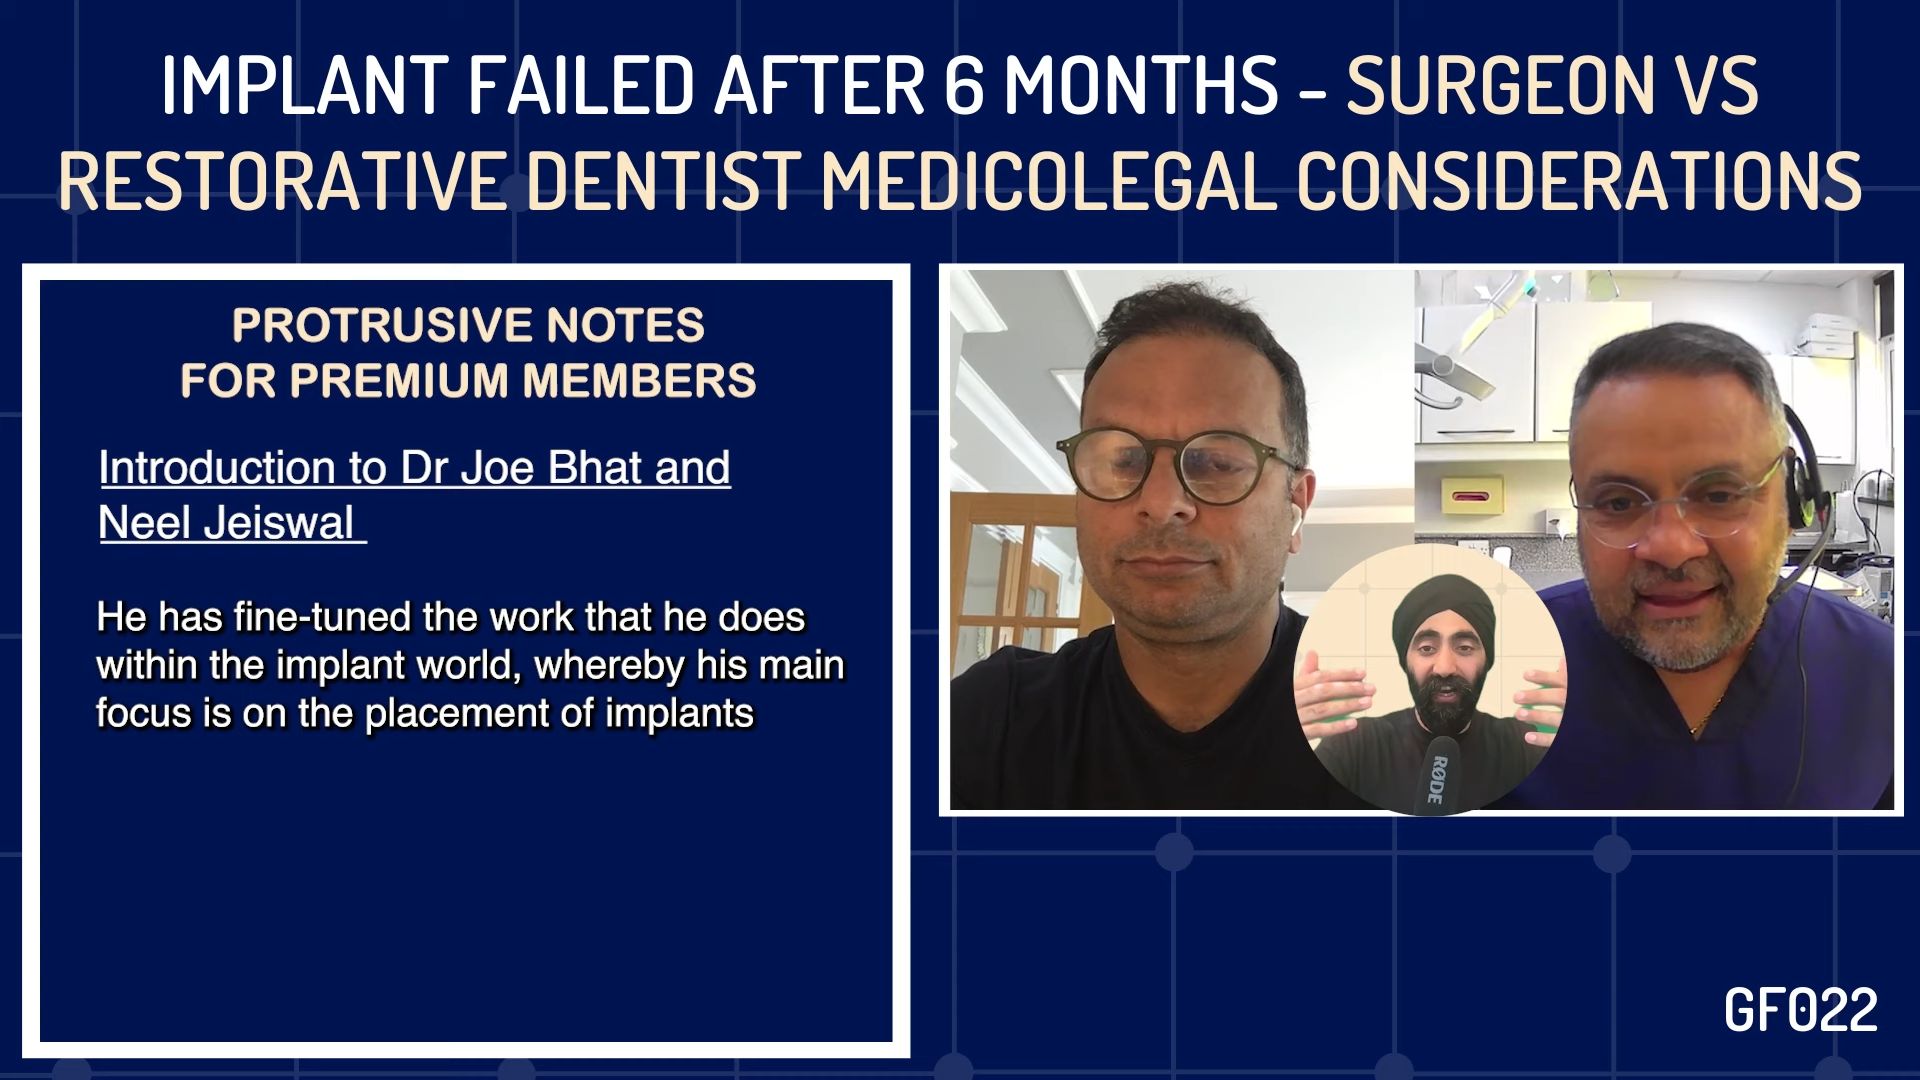 IMPLANT FAILED AFTER 6 MONTHS - SURGEON VS
RESTORATIVE DENTIST MEDICOLEGAL CONSIDERATIONS
PROTRUSIVE NOTES
FOR PREMIUM MEMBERS
Introduction to Dr Joe Bhat and
Neel Jeiswal
He has fine-tuned the work that he does
within the implant world, whereby his main
focus is on the placement of implants
RØDE
GF022